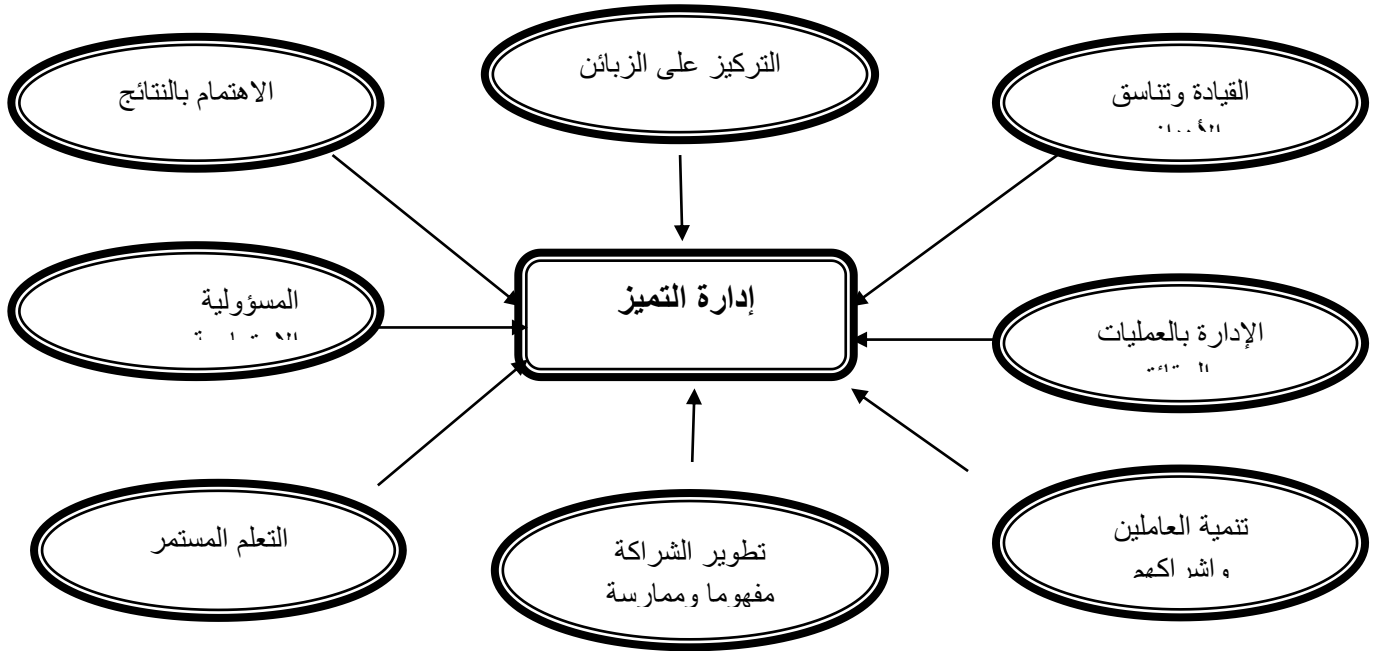 القيادة وتناسق
التركيز على الزبائن
الاهتمام بالنتائج
الإدارة بالعمليات
إدارة التميز
المسؤولية
تنمية العاملين
وإشراكهم
تطوير الشراكة
مفهوما وممارسة
التعلم المستمر